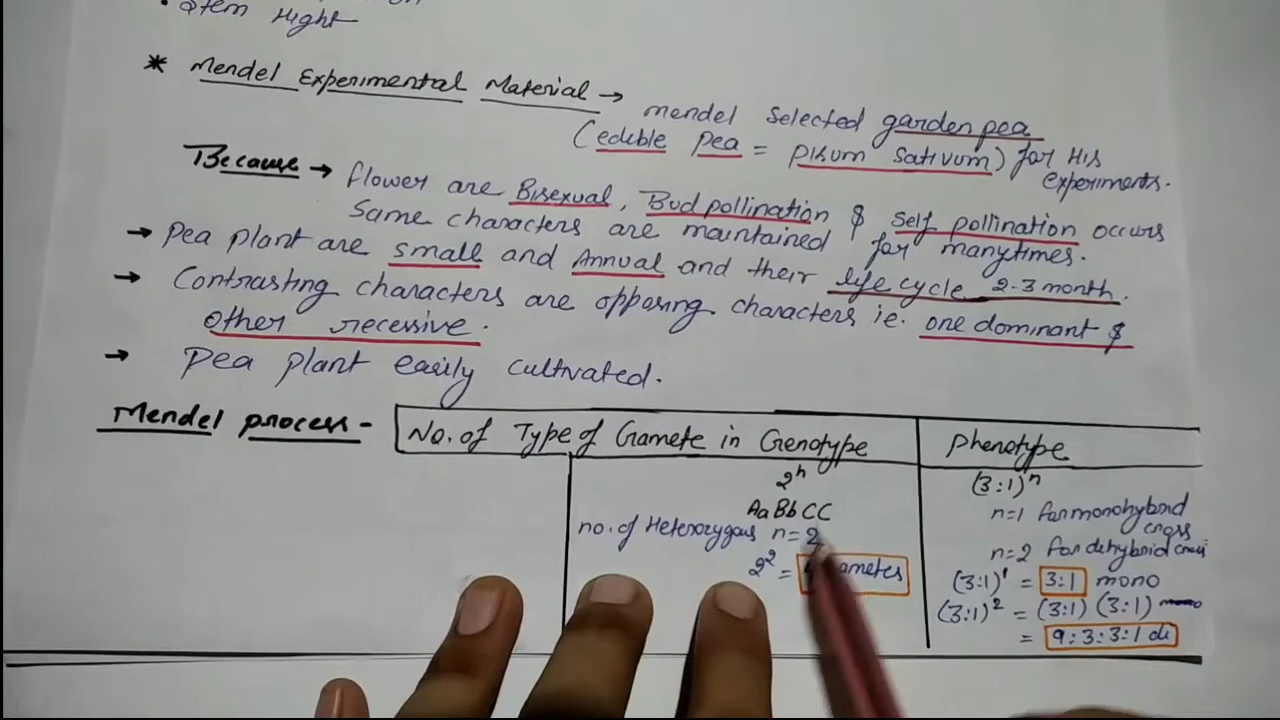 Stem Hight
* Mendel Experimental Material → mendel selected garden pea
(edible pea = pisum sativum) for His
experiments.
Because → flower are Bisexual, Bud pollination & self pollination occurs
Same characters are maintained for manytimes.
→ Pea plant are small and Annual and their life cycle 2-3 month.
→ Contrasting characters are opposing characters ie. one dominant &
other recessive.
→ Pea plant easily cultivated.
Mendel process-
No. of Type of Gamete in Genotype
2ⁿ
AaBbCC
no. of Heterozygous n=2
2² = ametes
Phenotype
(3:1)ⁿ
n=1 for monohybrid
cross
n=2 for dehybrid
(3:1)¹ = 3:1 mono
(3:1)² = (3:1) (3:1)
= 9:3:3:1 di